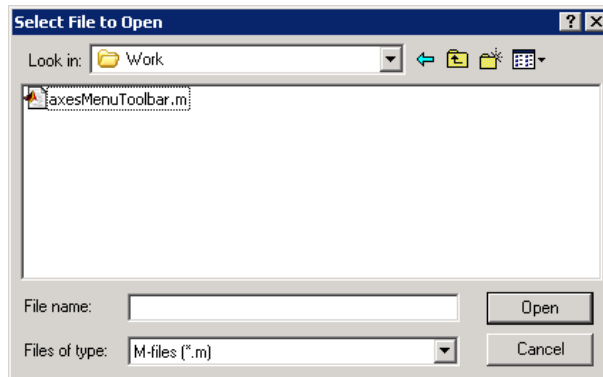 Select File to Open
Look in: Work
axesMenuToolbar.m
File name: Open
Files of type: M-files (*.m) Cancel